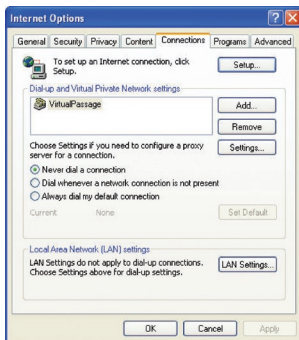 Internet Options
General Security Privacy Content Connections Programs Advanced
To set up an Internet connection, click
Setup.
Setup...
Dial-up and Virtual Private Network settings
VirtualPassage
Add...
Remove
Choose Settings if you need to configure a proxy
server for a connection.
Settings...
Never dial a connection
Dial whenever a network connection is not present
Always dial my default connection
Current None
Set Default
Local Area Network (LAN) settings
LAN Settings do not apply to dial-up connections.
Choose Settings above for dial-up settings.
LAN Settings...
OK Cancel Apply